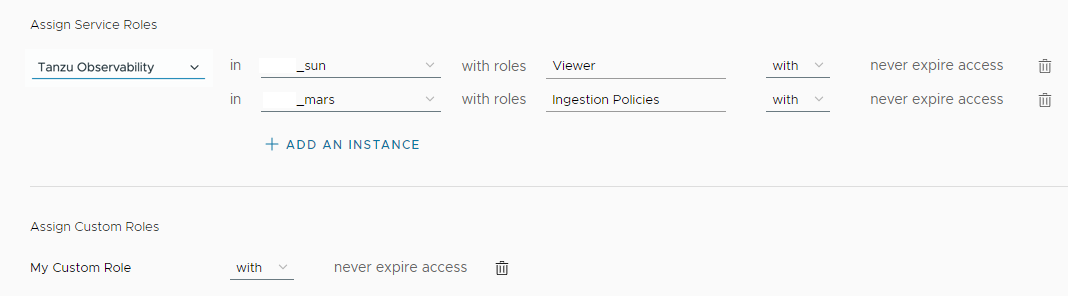 Assign Service Roles
Tanzu Observability in _sun with roles Viewer with never expire access
in _mars with roles Ingestion Policies with never expire access
+ ADD AN INSTANCE
Assign Custom Roles
My Custom Role with never expire access